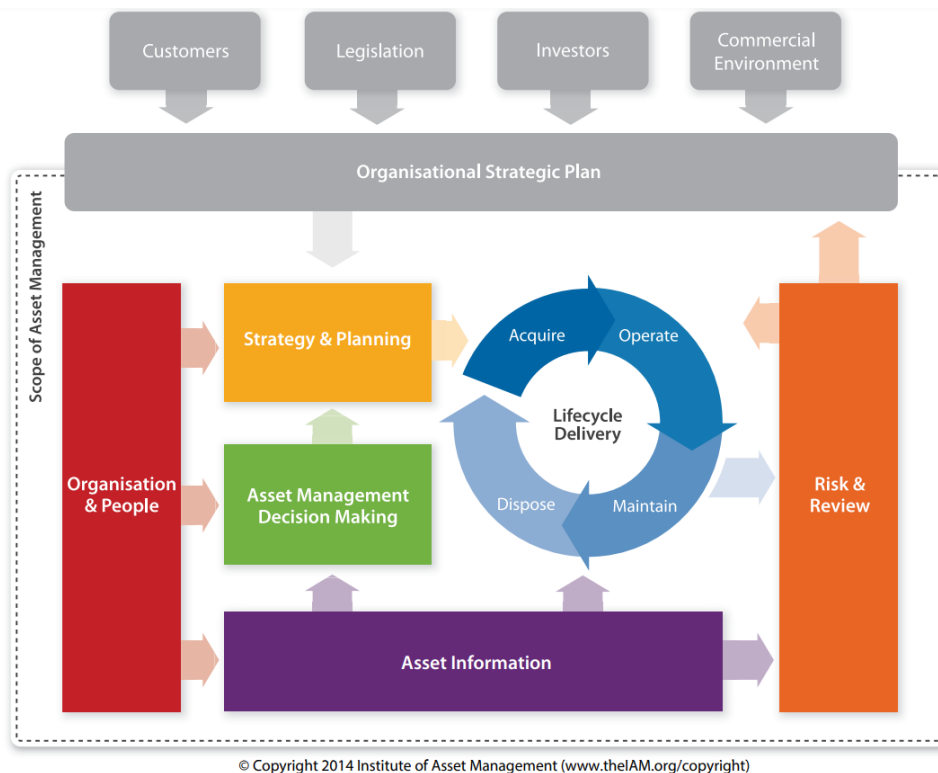 Customers
Legislation
Investors
Commercial
Environment
Organisational Strategic Plan
Scope of Asset Management
Strategy & Planning
Acquire
Operate
Lifecycle
Delivery
Organisation
& People
Asset Management
Decision Making
Dispose
Maintain
Risk &
Review
Asset Information
© Copyright 2014 Institute of Asset Management (www.theIAM.org/copyright)